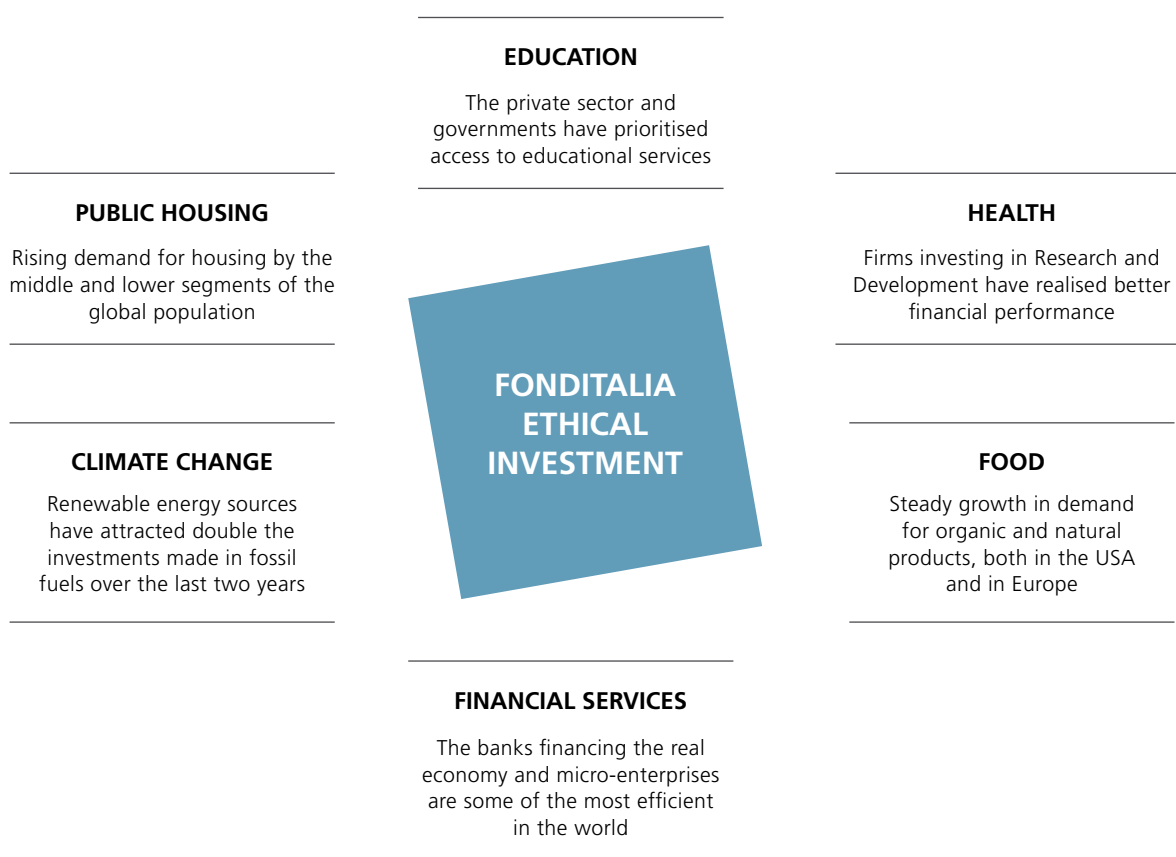 EDUCATION
The private sector and
governments have prioritised
access to educational services
PUBLIC HOUSING
Rising demand for housing by the
middle and lower segments of the
global population
HEALTH
Firms investing in Research and
Development have realised better
financial performance
FONDITALIA
ETHICAL
INVESTMENT
CLIMATE CHANGE
Renewable energy sources
have attracted double the
investments made in fossil
fuels over the last two years
FOOD
Steady growth in demand
for organic and natural
products, both in the USA
and in Europe
FINANCIAL SERVICES
The banks financing the real
economy and micro-enterprises
are some of the most efficient
in the world